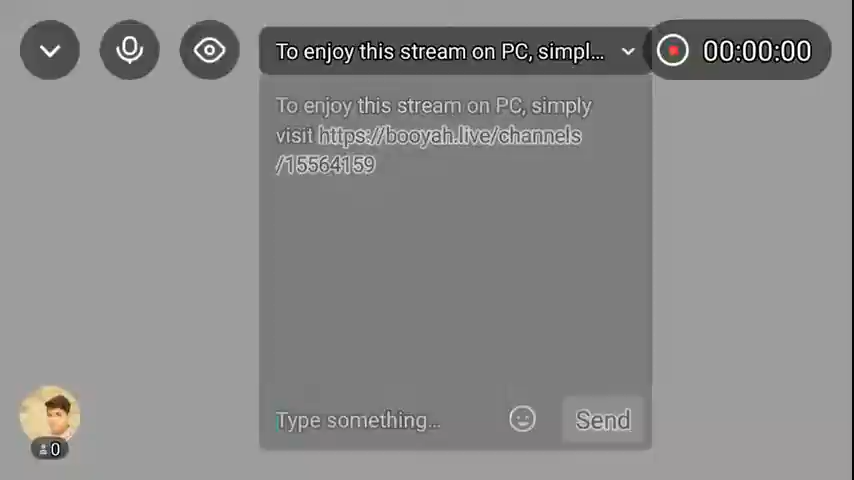 To enjoy this stream on PC, simpl...
00:00:00
To enjoy this stream on PC, simply
visit https://booyah.live/channels
/15564159
Type something...
Send
0